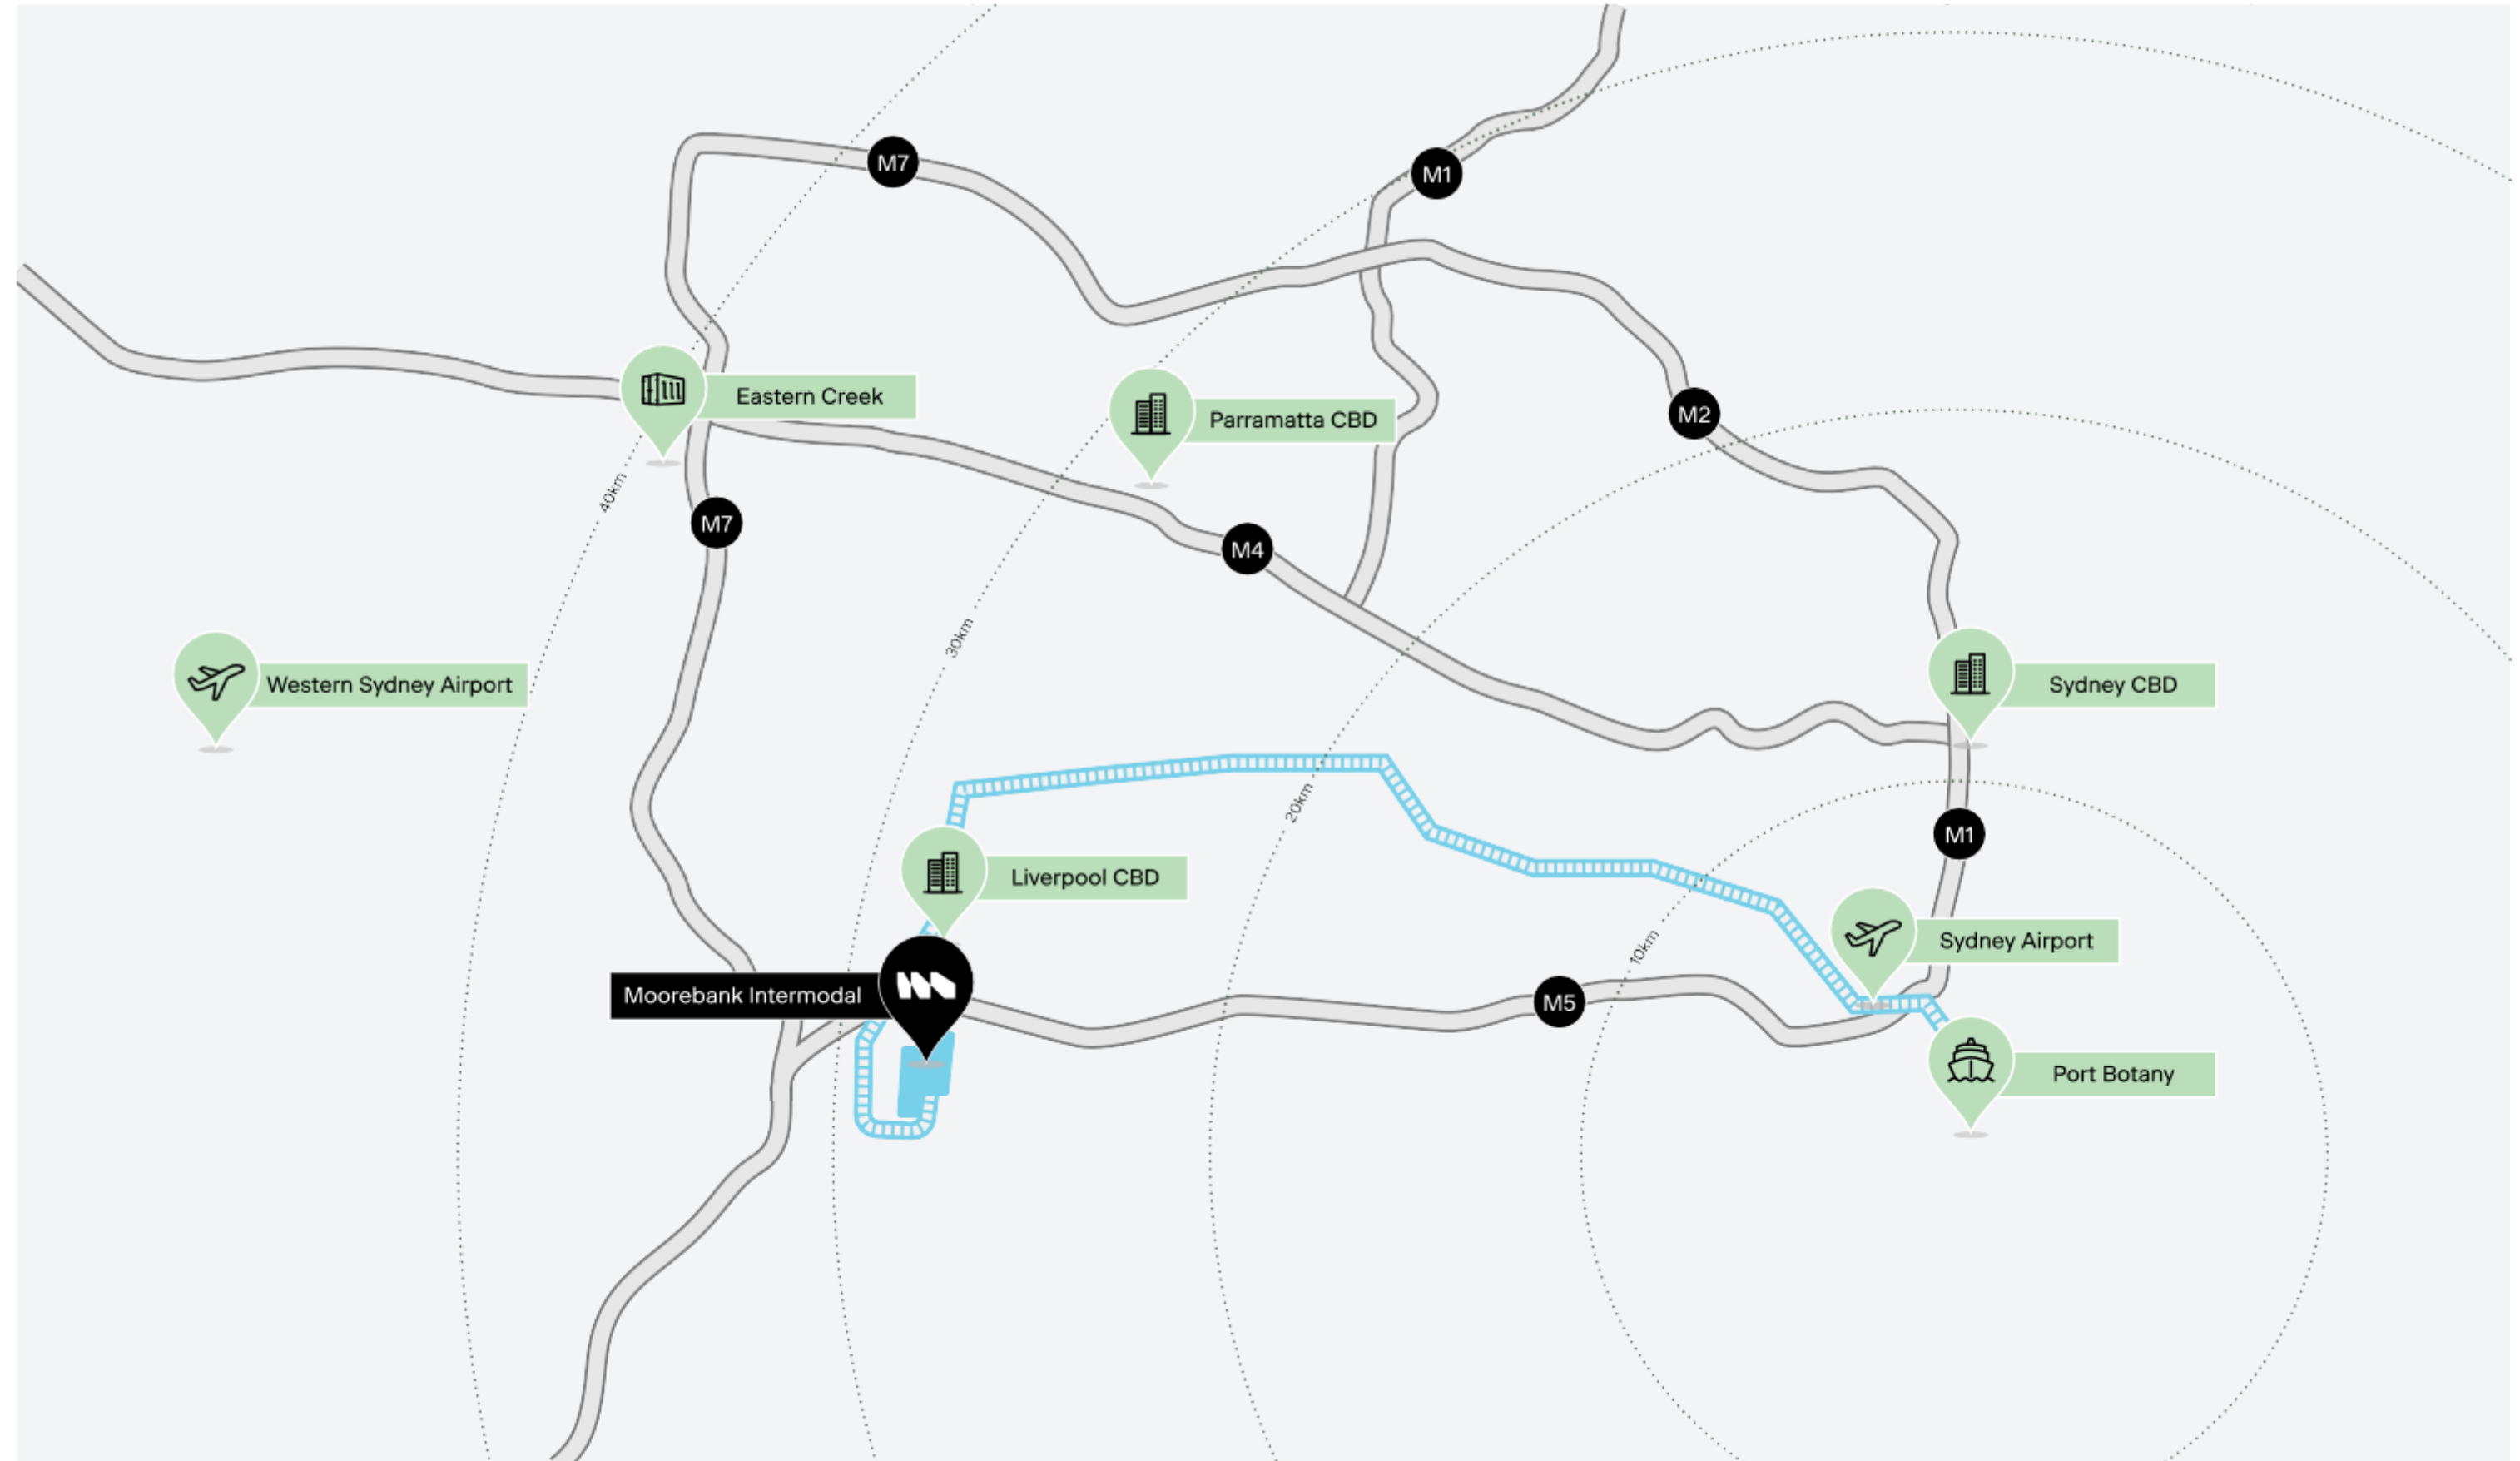 M7
M1
Eastern Creek
Parramatta CBD
M2
40km
M7
M4
30km
Western Sydney Airport
Sydney CBD
20km
M1
Liverpool CBD
10km
Sydney Airport
Moorebank Intermodal
M5
Port Botany